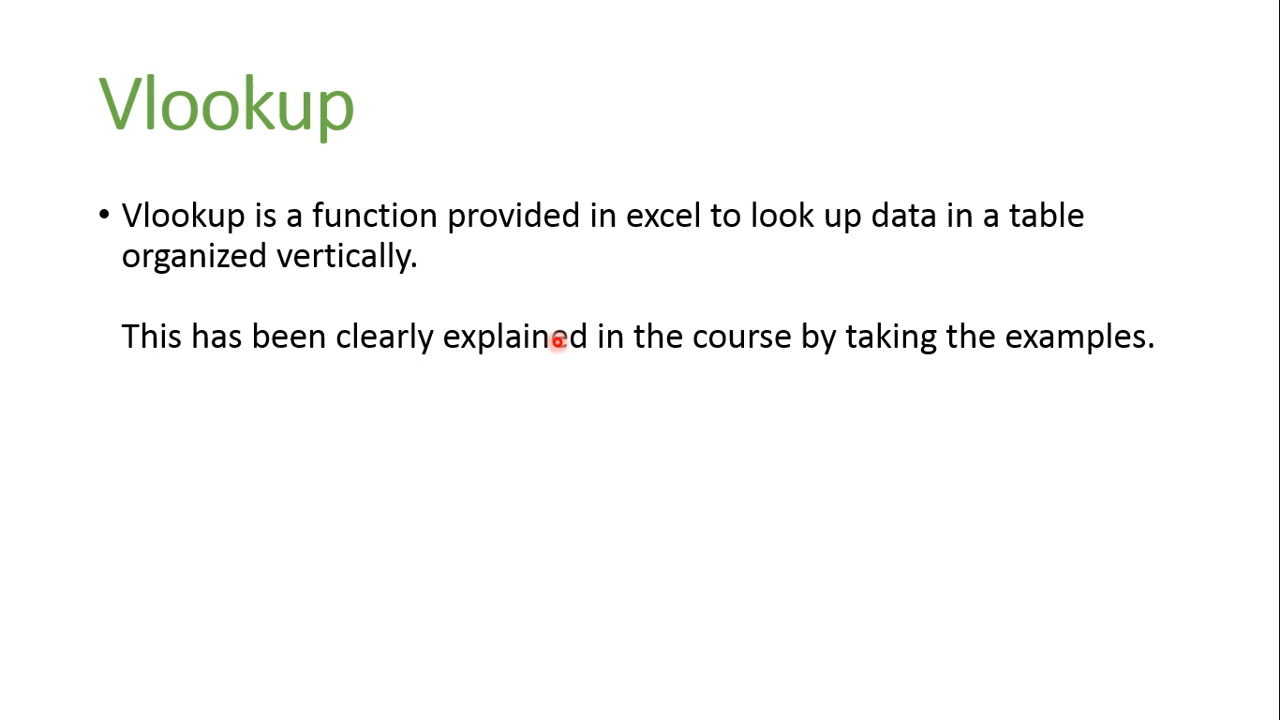 Vlookup
• Vlookup is a function provided in excel to look up data in a table
organized vertically.
This has been clearly explained in the course by taking the examples.